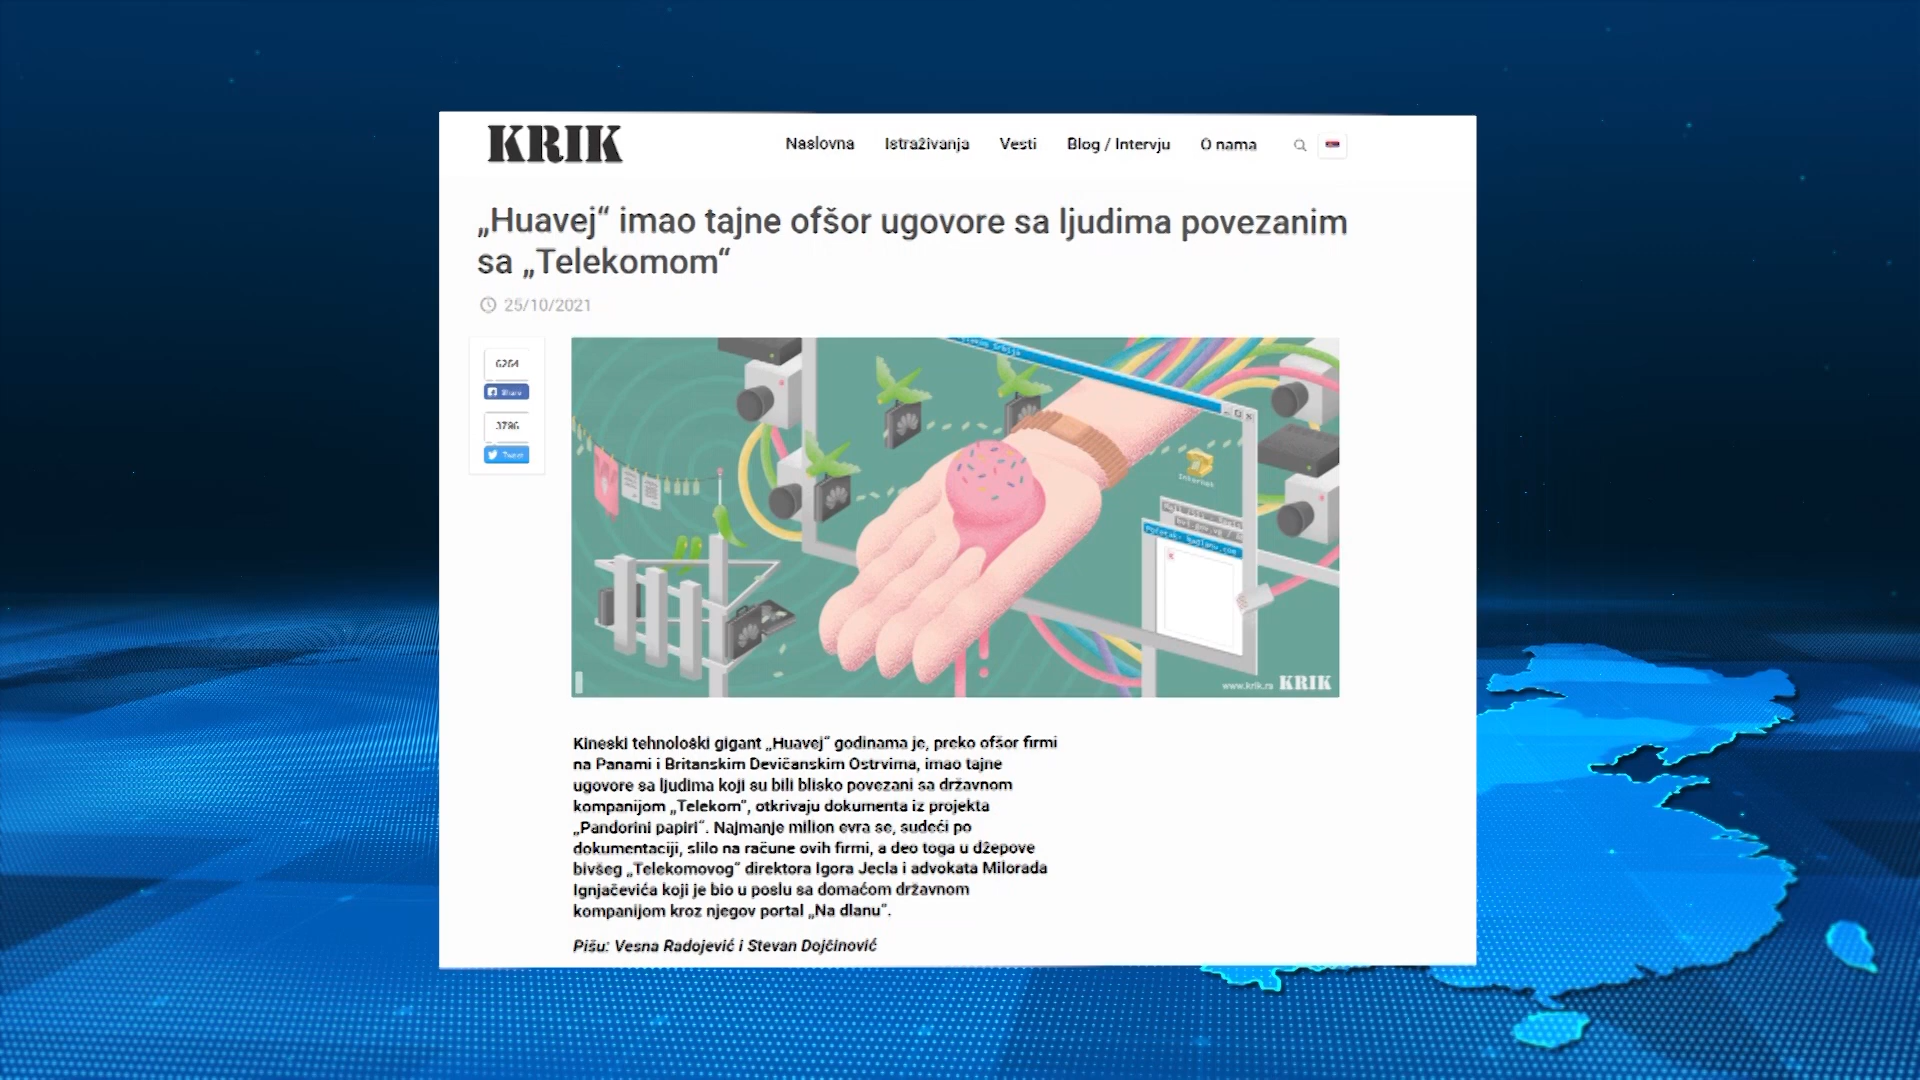 KRIK
Naslovna Istraživanja Vesti Blog / Intervju O nama
„Huavej“ imao tajne ofšor ugovore sa ljudima povezanim
sa „Telekomom“
25/10/2021
6264
Share
3796
Tweet
Internet
www.krik.rs KRIK
Kineski tehnološki gigant „Huavej“ godinama je, preko ofšor firmi
na Panami i Britanskim Devičanskim Ostrvima, imao tajne
ugovore sa ljudima koji su bili blisko povezani sa državnom
kompanijom „Telekom“, otkrivaju dokumenta iz projekta
„Pandorini papiri“. Najmanje milion evra se, sudeći po
dokumentaciji, slilo na račune ovih firmi, a deo toga u džepove
bivšeg „Telekomovog“ direktora Igora Jecla i advokata Milorada
Ignjačevića koji je bio u poslu sa domaćom državnom
kompanijom kroz njegov portal „Na dlanu“.
Pišu: Vesna Radojević i Stevan Dojčinović